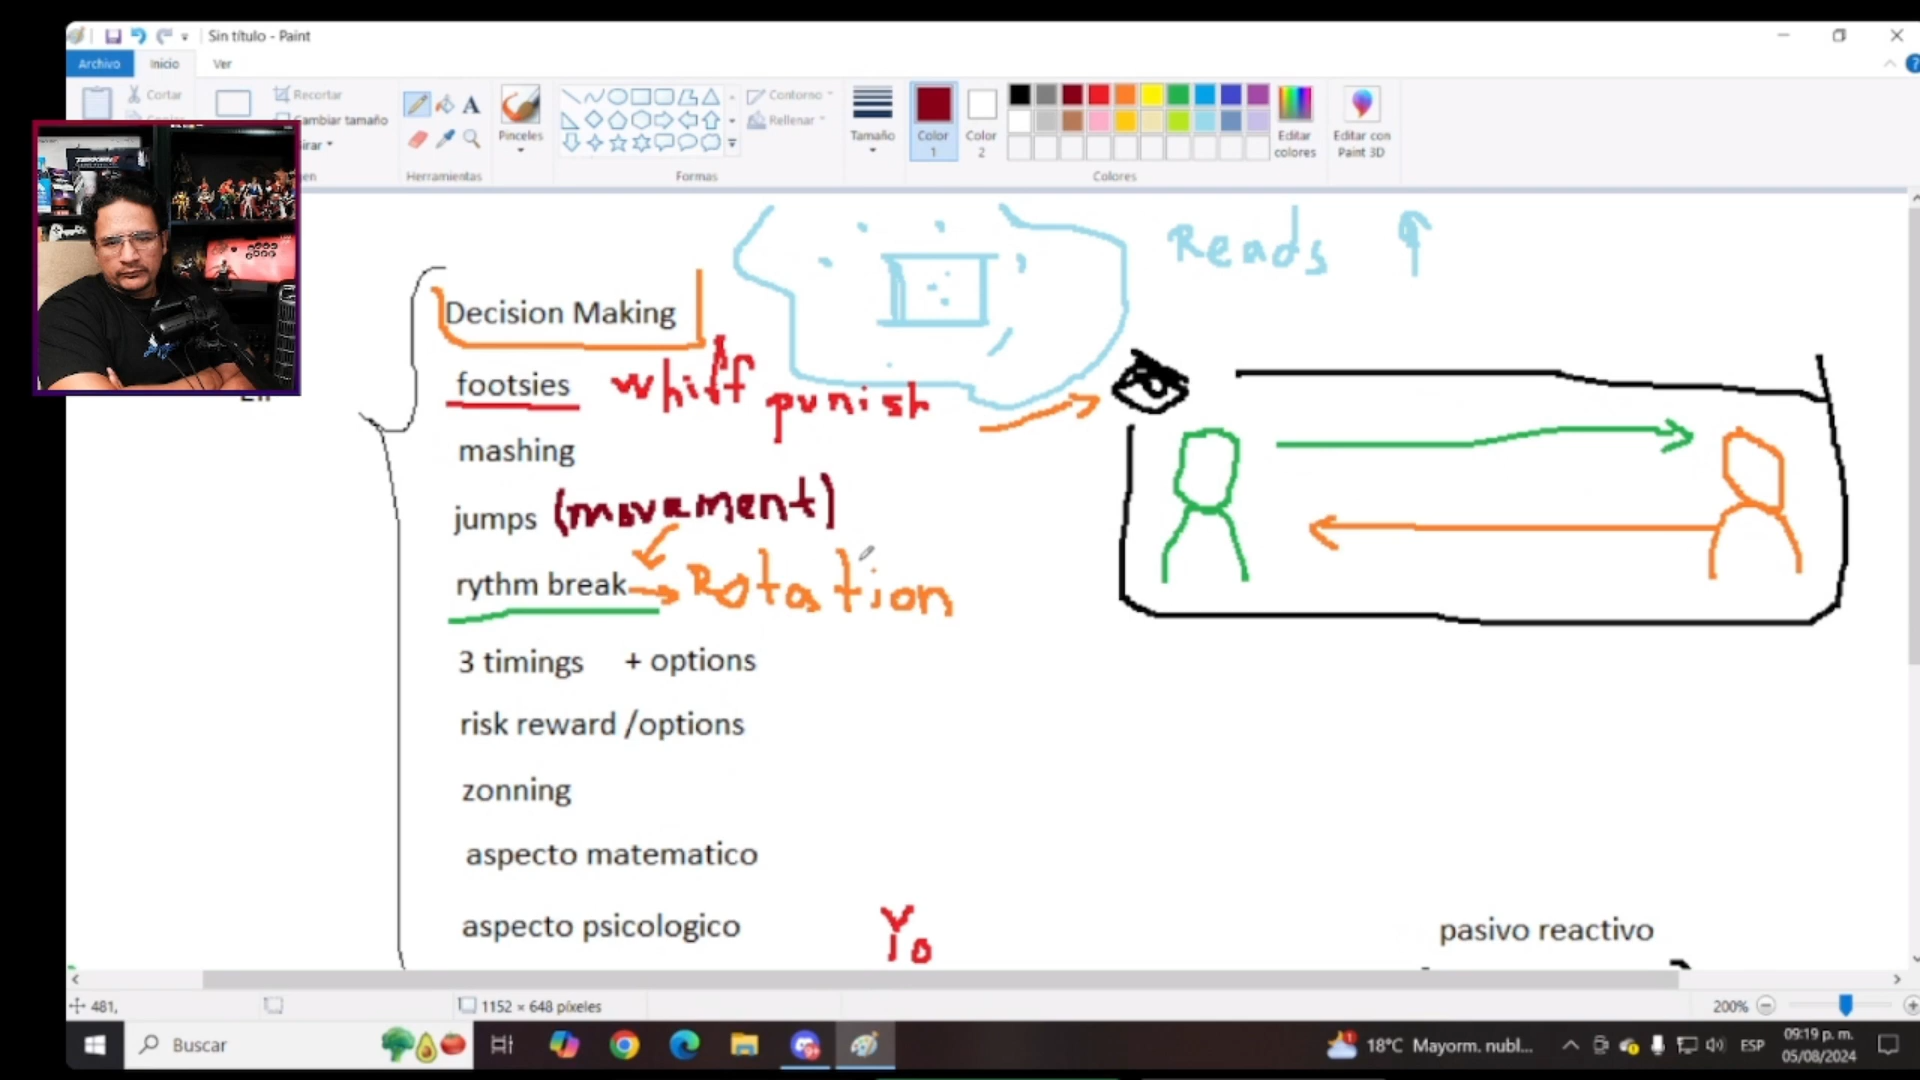 Sin título - Paint
Archivo Inicio Ver
Cortar
Recortar
Cambiar tamaño
Pinceles
Contorno
Rellenar
Tamaño
Color 1
Color 2
Editar colores
Editar con Paint 3D
Herramientas
Formas
Colores
Reads
Decision Making
footsies whiff punish
mashing
jumps (movement)
rythm break Rotation
3 timings + options
risk reward /options
zonning
aspecto matematico
aspecto psicologico Yo
pasivo reactivo
481,
1152 × 648 píxeles
200%
Buscar
18°C Mayorm. nubl...
ESP
09:19 p. m.
05/08/2024